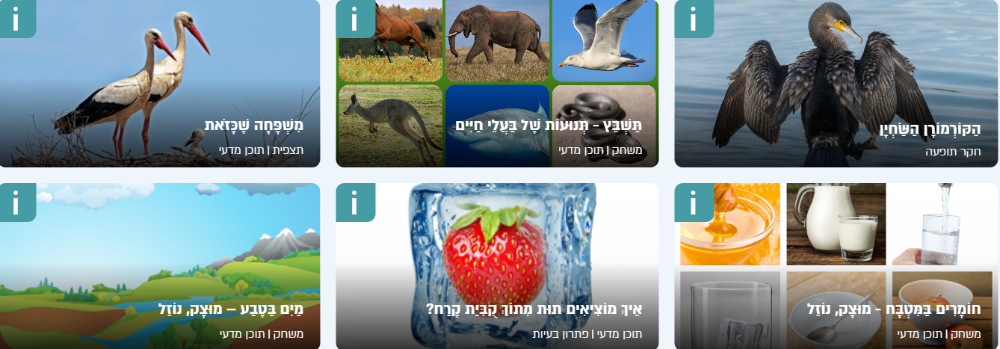 i
הַקּוֹרְמוֹרָן הַשַּׂחְיָן
חקר תופעה
i
תַּשְׁבֵּץ - תְּנוּעוֹת שֶׁל בַּעֲלֵי חַיִּים
משחק | תוכן מדעי
i
מִשְׁפָּחָה שֶׁכָּזֹאת
תצפית | תוכן מדעי
i
חוֹמָרִים בַּמִּטְבָּח - מוּצָק, נוֹזֵל
משחק | תוכן מדעי
i
אֵיךְ מוֹצִיאִים תּוּת מִתּוֹךְ קֻבִּיַּת קֶרַח?
תוכן מדעי | פתרון בעיות
i
מַיִם בַּטֶּבַע – מוּצָק, נוֹזֵל
משחק | תוכן מדעי